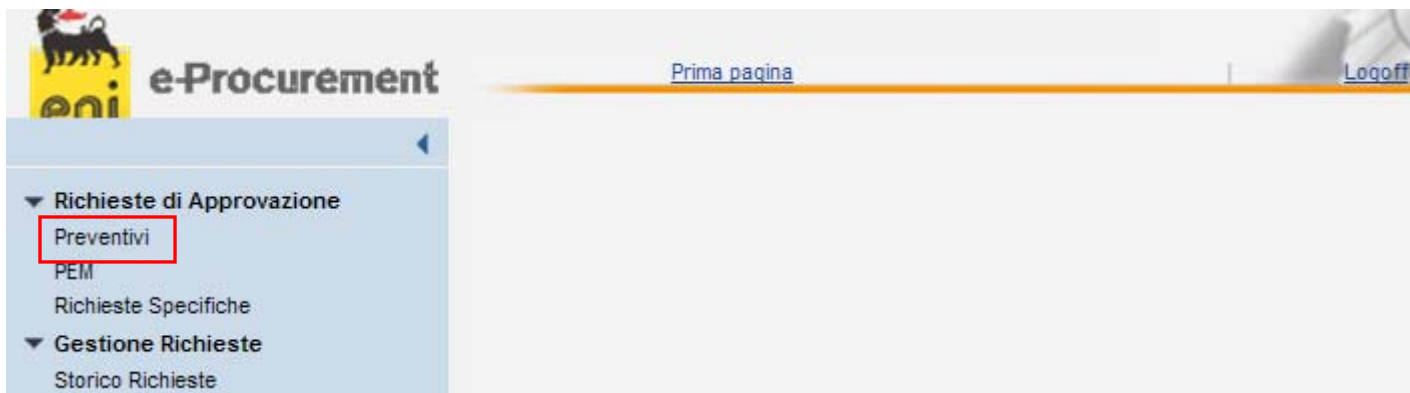 eni
e-Procurement
Prima pagina | Logoff
Richieste di Approvazione
Preventivi
PEM
Richieste Specifiche
Gestione Richieste
Storico Richieste